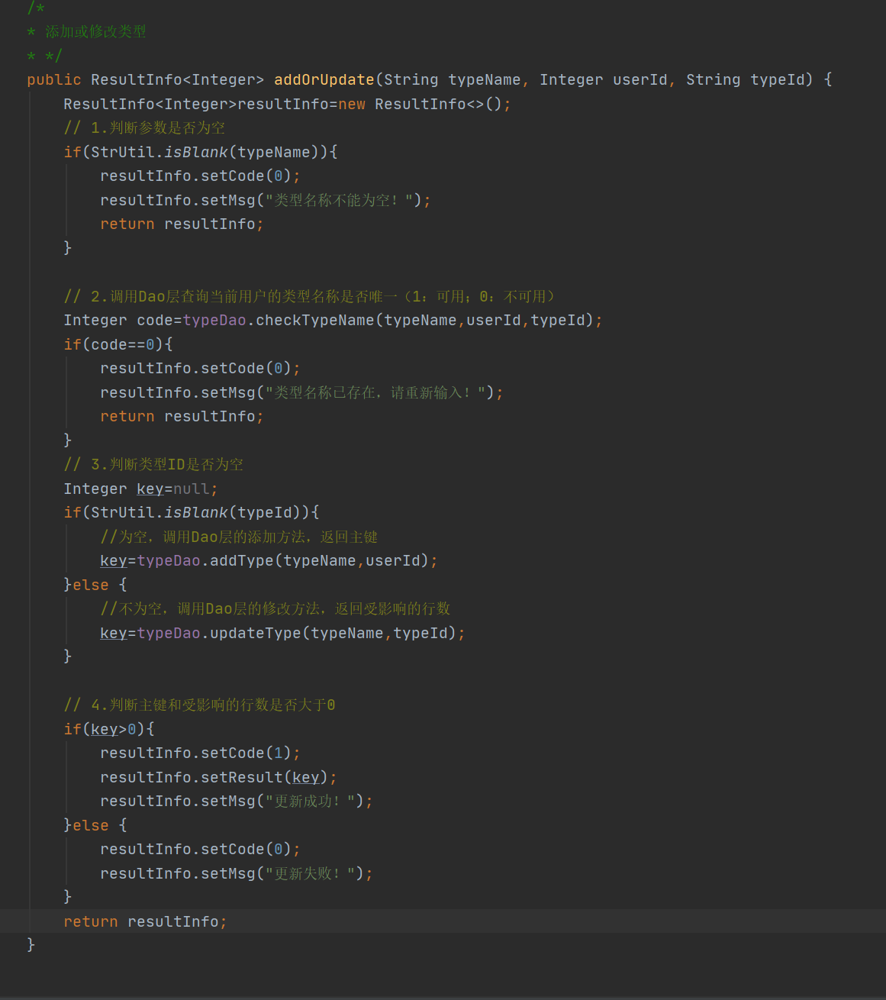 /*
* 添加或修改类型
* */
public ResultInfo<Integer> addOrUpdate(String typeName, Integer userId, String typeId) {
    ResultInfo<Integer>resultInfo=new ResultInfo<>();
    // 1.判断参数是否为空
    if(StrUtil.isBlank(typeName)){
        resultInfo.setCode(0);
        resultInfo.setMsg("类型名称不能为空！");
        return resultInfo;
    }

    // 2.调用Dao层查询当前用户的类型名称是否唯一（1：可用；0：不可用）
    Integer code=typeDao.checkTypeName(typeName,userId,typeId);
    if(code==0){
        resultInfo.setCode(0);
        resultInfo.setMsg("类型名称已存在，请重新输入！");
        return resultInfo;
    }
    // 3.判断类型ID是否为空
    Integer key=null;
    if(StrUtil.isBlank(typeId)){
        //为空，调用Dao层的添加方法，返回主键
        key=typeDao.addType(typeName,userId);
    }else {
        //不为空，调用Dao层的修改方法，返回受影响的行数
        key=typeDao.updateType(typeName,typeId);
    }

    // 4.判断主键和受影响的行数是否大于0
    if(key>0){
        resultInfo.setCode(1);
        resultInfo.setResult(key);
        resultInfo.setMsg("更新成功！");
    }else {
        resultInfo.setCode(0);
        resultInfo.setMsg("更新失败！");
    }
    return resultInfo;
}